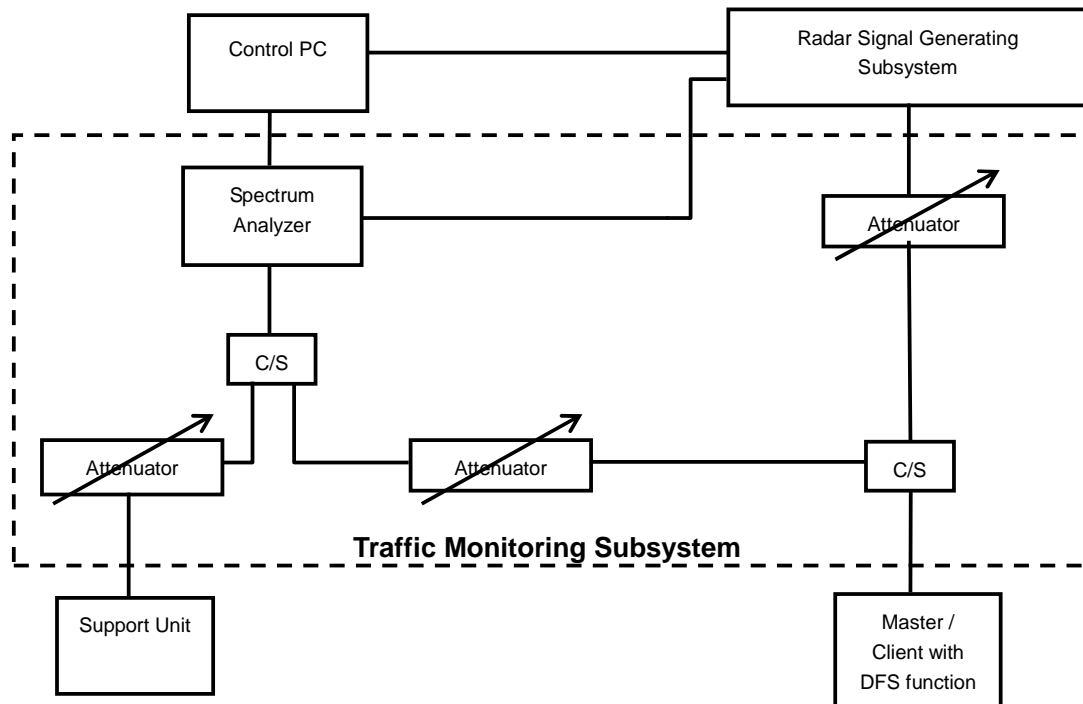 Control PC
Radar Signal Generating
Subsystem
Spectrum
Analyzer
Attenuator
C/S
Attenuator
Attenuator
C/S
Traffic Monitoring Subsystem
Support Unit
Master /
Client with
DFS function